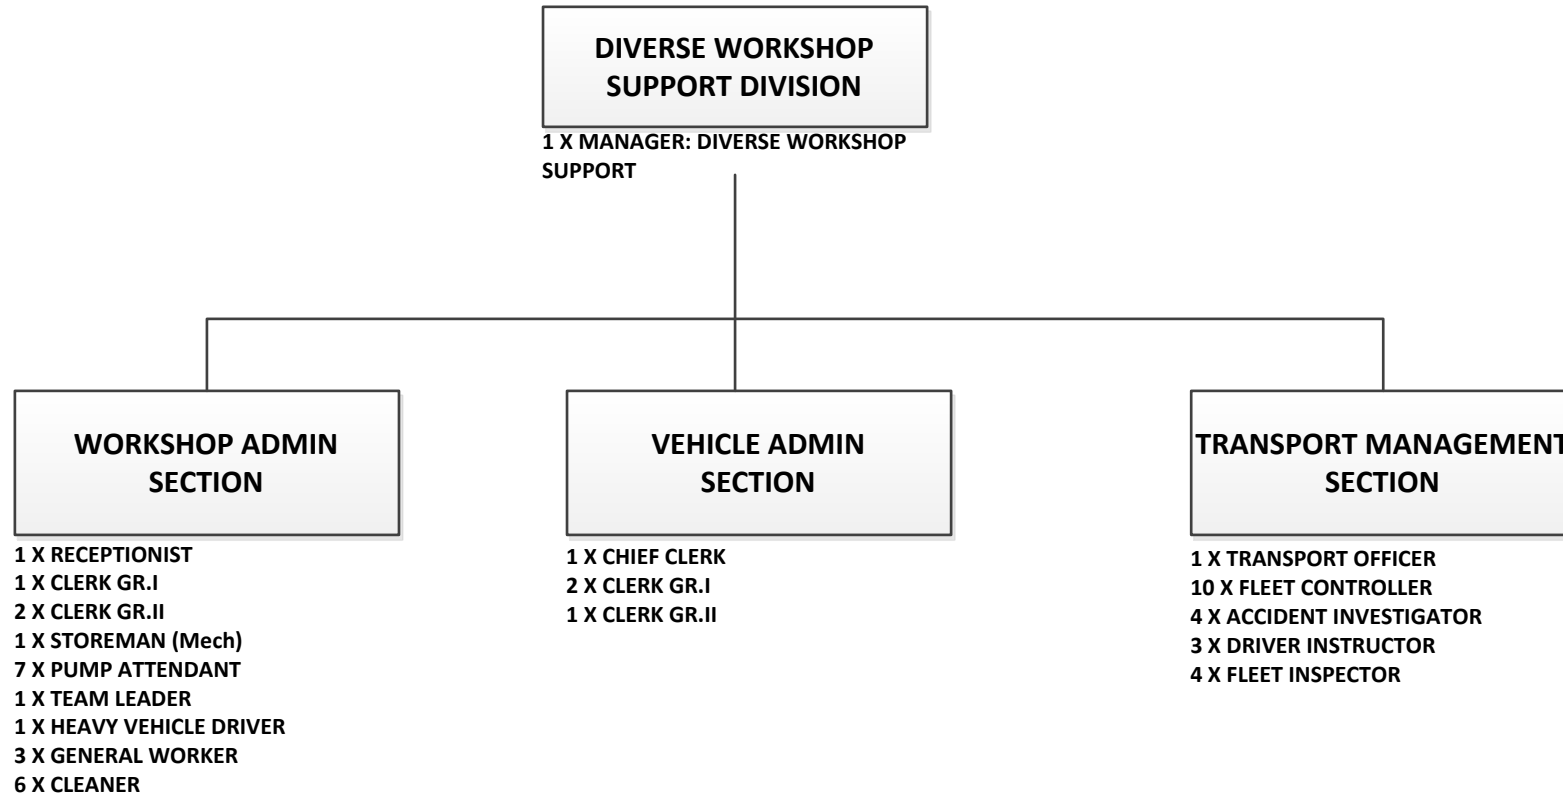 DIVERSE WORKSHOP
SUPPORT DIVISION
1 X MANAGER: DIVERSE WORKSHOP
SUPPORT
WORKSHOP ADMIN
SECTION
1 X RECEPTIONIST
1 X CLERK GR.I
2 X CLERK GR.II
1 X STOREMAN (Mech)
7 X PUMP ATTENDANT
1 X TEAM LEADER
1 X HEAVY VEHICLE DRIVER
3 X GENERAL WORKER
6 X CLEANER
VEHICLE ADMIN
SECTION
1 X CHIEF CLERK
2 X CLERK GR.I
1 X CLERK GR.II
TRANSPORT MANAGEMENT
SECTION
1 X TRANSPORT OFFICER
10 X FLEET CONTROLLER
4 X ACCIDENT INVESTIGATOR
3 X DRIVER INSTRUCTOR
4 X FLEET INSPECTOR